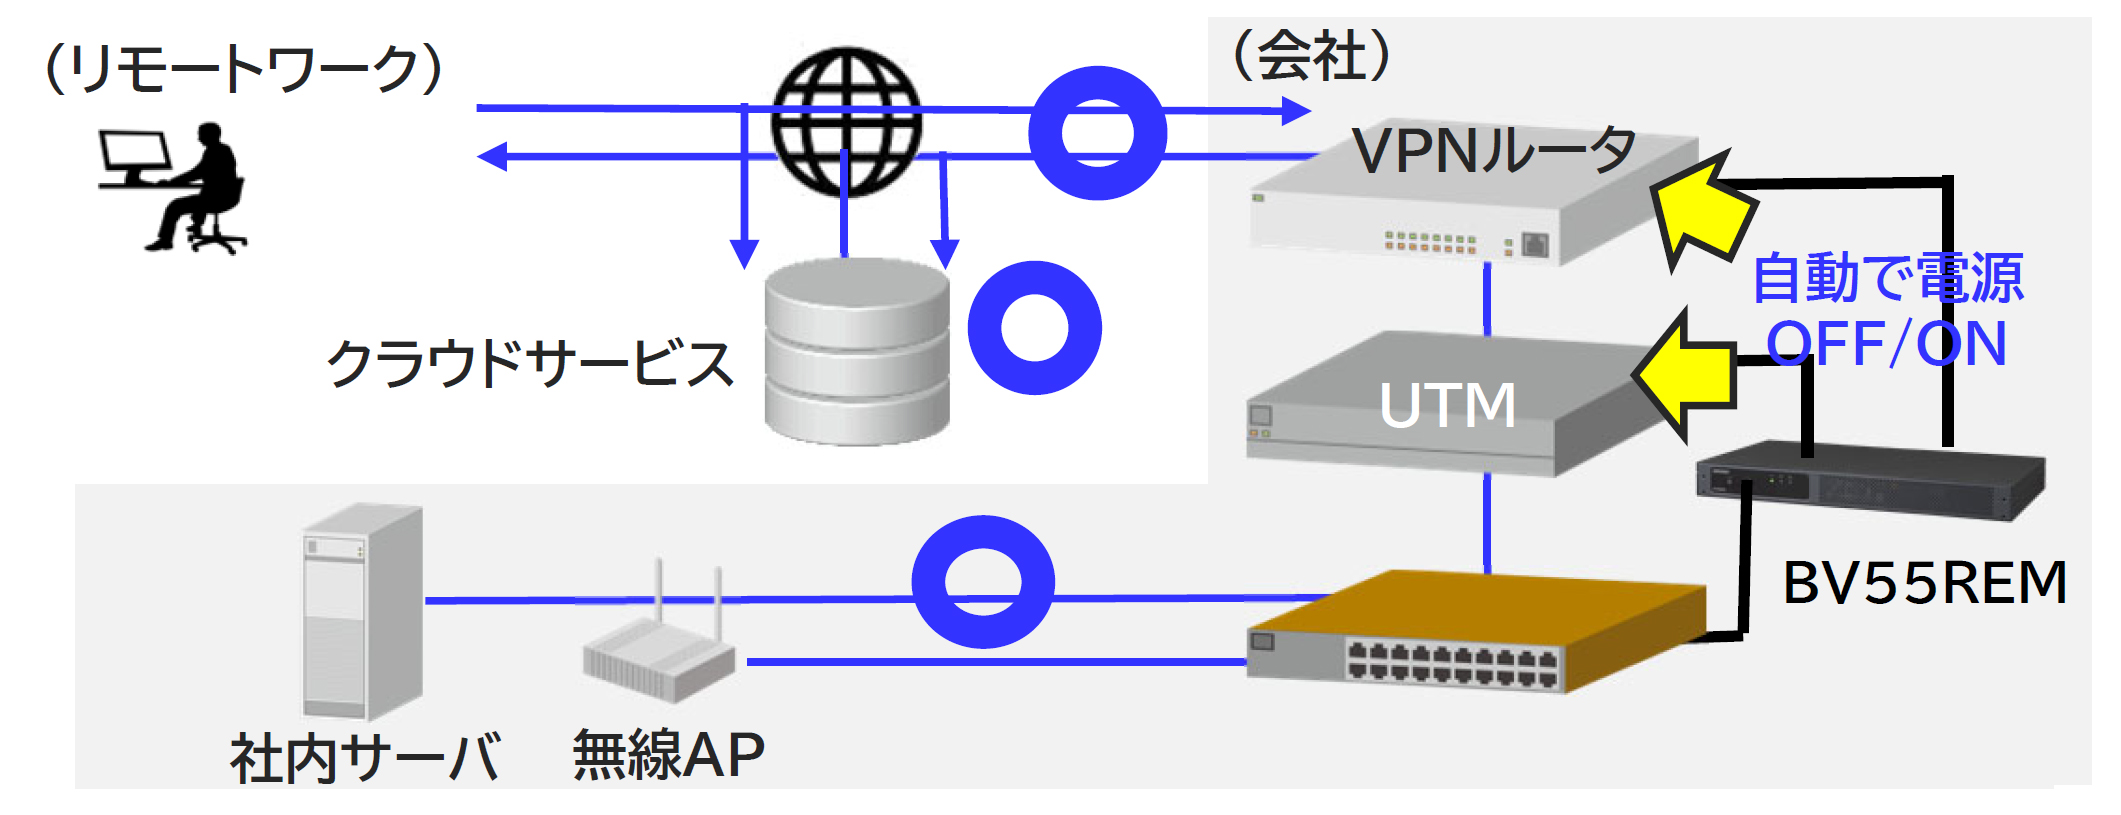 （リモートワーク）
（会社）
VPNルータ
自動で電源
OFF/ON
クラウドサービス
UTM
BV55REM
社内サーバ
無線AP